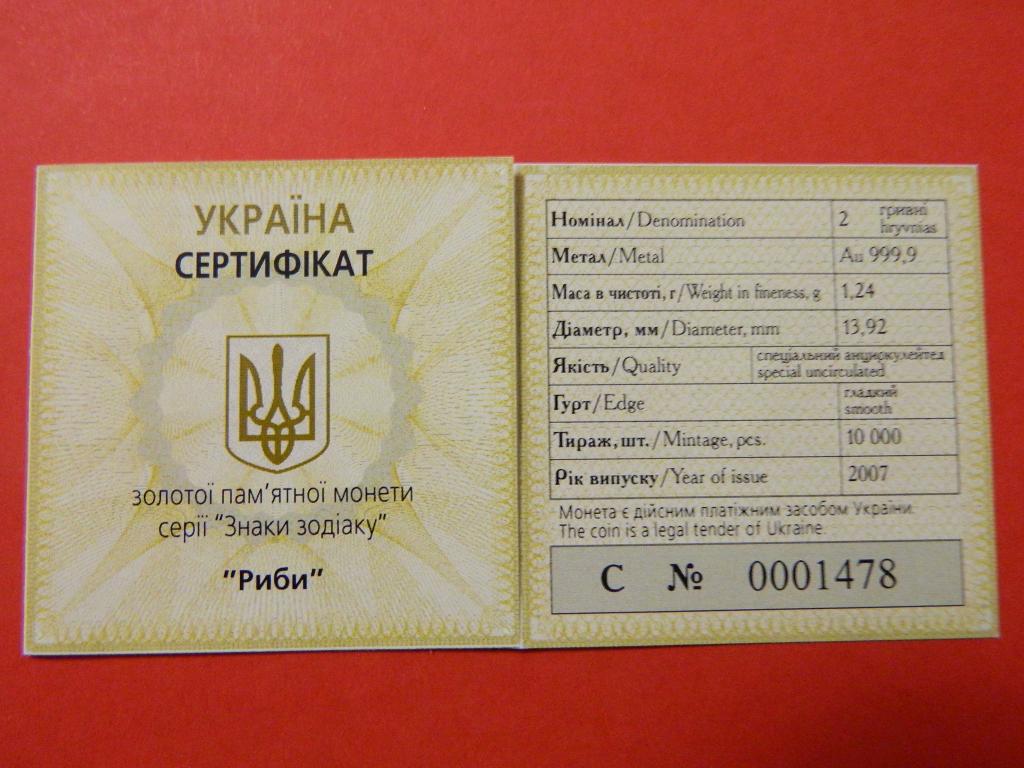 УКРАЇНА
СЕРТИФІКАТ
золотої пам'ятної монети
серії "Знаки зодіаку"
"Риби"
Номінал/Denomination 2 гривні
hryvnias
Метал/Metal Au 999,9
Маса в чистоті, г/Weight in fineness, g 1,24
Діаметр, мм/Diameter, mm 13,92
Якість/Quality спеціальний анциркулейтед
special uncirculated
Гурт/Edge гладкий
smooth
Тираж, шт./Mintage, pcs. 10 000
Рік випуску/Year of issue 2007
Монета є дійсним платіжним засобом України.
The coin is a legal tender of Ukraine.
С № 0001478